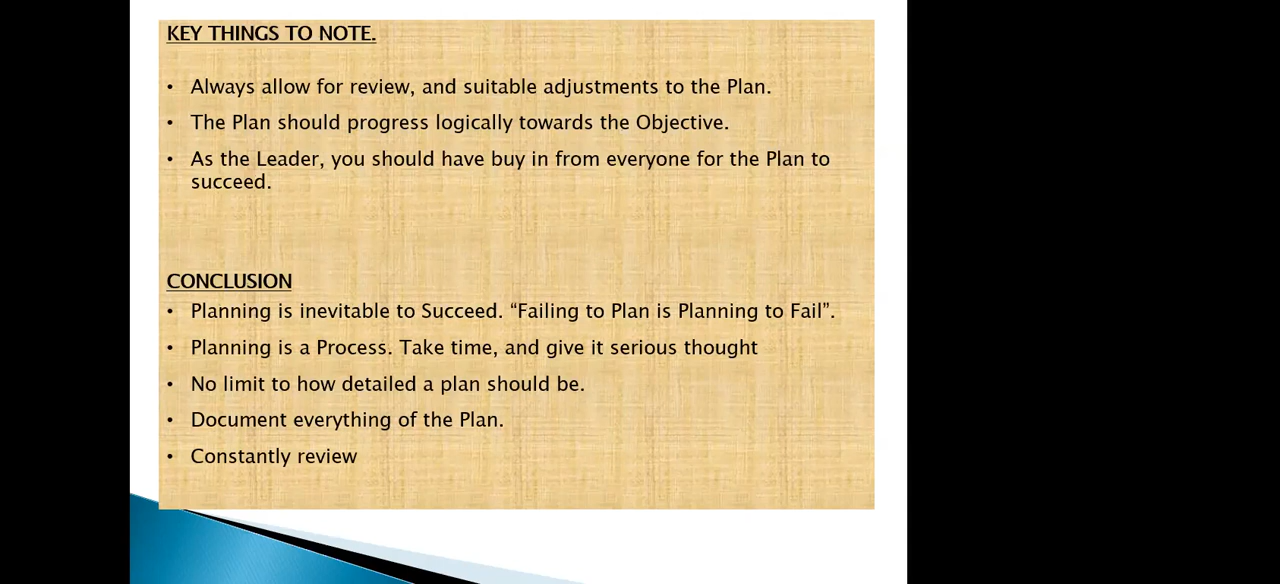 KEY THINGS TO NOTE.
• Always allow for review, and suitable adjustments to the Plan.
• The Plan should progress logically towards the Objective.
• As the Leader, you should have buy in from everyone for the Plan to
succeed.
CONCLUSION
• Planning is inevitable to Succeed. “Failing to Plan is Planning to Fail”.
• Planning is a Process. Take time, and give it serious thought
• No limit to how detailed a plan should be.
• Document everything of the Plan.
• Constantly review